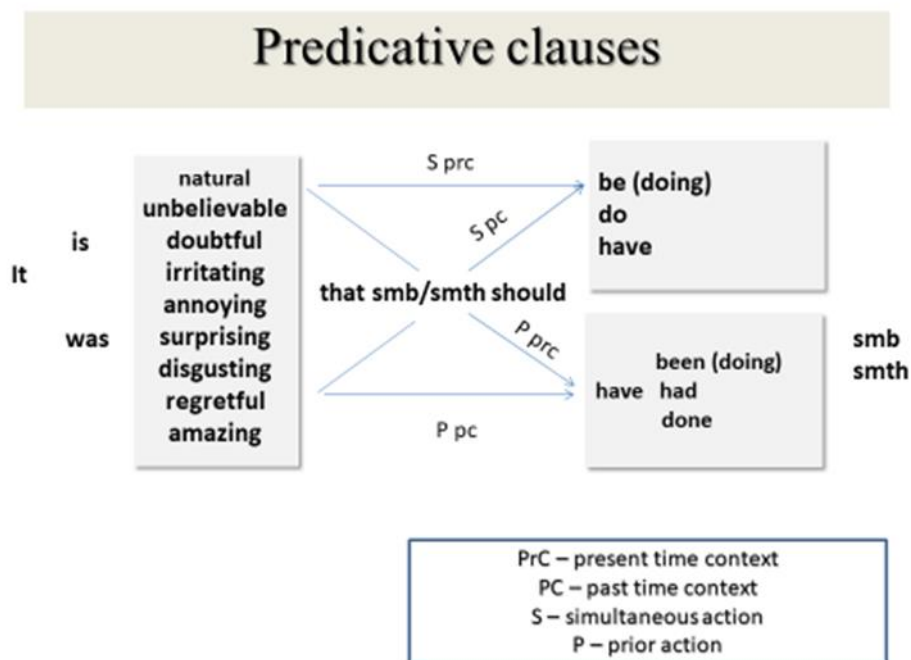 Predicative clauses
It
is
was
natural
unbelievable
doubtful
irritating
annoying
surprising
disgusting
regretful
amazing
S prc
S pc
that smb/smth should
P prc
P pc
be (doing)
do
have
been (doing)
have had
done
smb
smth
PrC – present time context
PC – past time context
S – simultaneous action
P – prior action